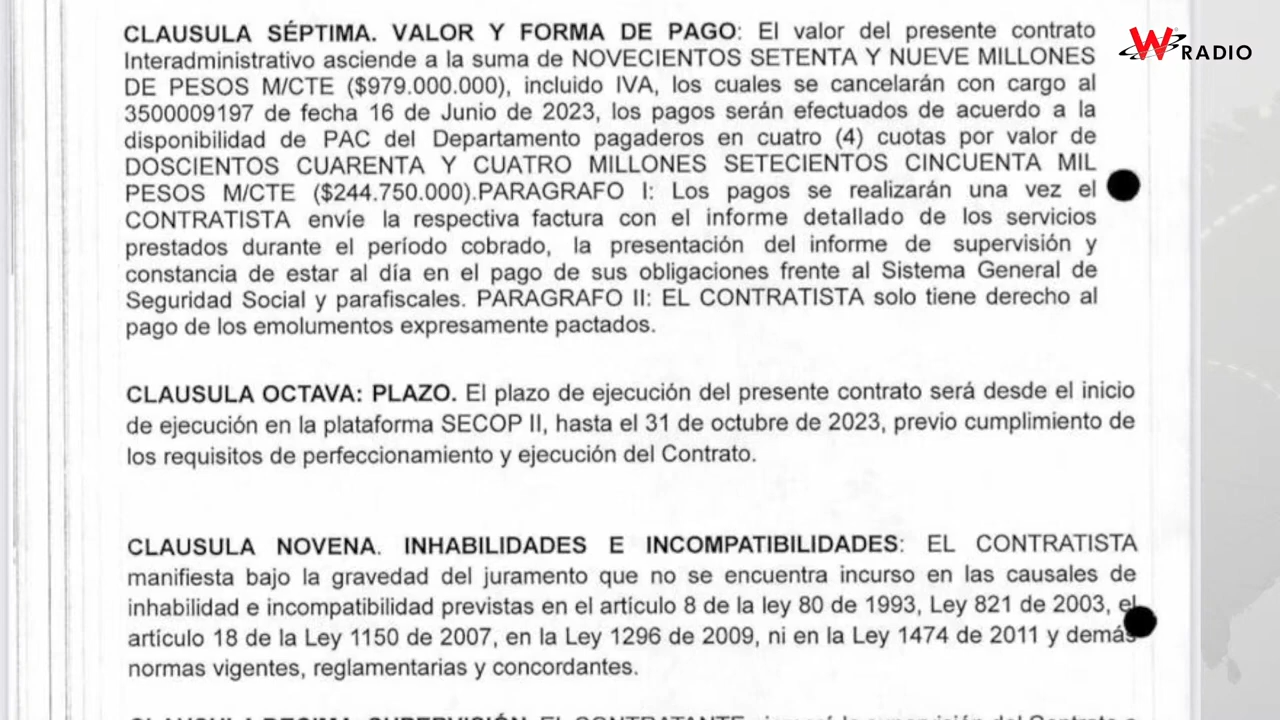 CLAUSULA SÉPTIMA. VALOR Y FORMA DE PAGO: El valor del presente contrato
Interadministrativo asciende a la suma de NOVECIENTOS SETENTA Y NUEVE MILLONES
DE PESOS M/CTE ($979.000.000), incluido IVA, los cuales se cancelarán con cargo al
3500009197 de fecha 16 de Junio de 2023, los pagos serán efectuados de acuerdo a la
disponibilidad de PAC del Departamento pagaderos en cuatro (4) cuotas por valor de
DOSCIENTOS CUARENTA Y CUATRO MILLONES SETECIENTOS CINCUENTA MIL
PESOS M/CTE ($244.750.000).PARAGRAFO I: Los pagos se realizarán una vez el
CONTRATISTA envíe la respectiva factura con el informe detallado de los servicios
prestados durante el período cobrado, la presentación del informe de supervisión y
constancia de estar al día en el pago de sus obligaciones frente al Sistema General de
Seguridad Social y parafiscales. PARAGRAFO II: EL CONTRATISTA solo tiene derecho al
pago de los emolumentos expresamente pactados.
CLAUSULA OCTAVA: PLAZO. El plazo de ejecución del presente contrato será desde el inicio
de ejecución en la plataforma SECOP II, hasta el 31 de octubre de 2023, previo cumplimiento de
los requisitos de perfeccionamiento y ejecución del Contrato.
CLAUSULA NOVENA. INHABILIDADES E INCOMPATIBILIDADES: EL CONTRATISTA
manifiesta bajo la gravedad del juramento que no se encuentra incurso en las causales de
inhabilidad e incompatibilidad previstas en el artículo 8 de la ley 80 de 1993, Ley 821 de 2003, el
artículo 18 de la Ley 1150 de 2007, en la Ley 1296 de 2009, ni en la Ley 1474 de 2011 y demás
normas vigentes, reglamentarias y concordantes.
CLAUSULA DECIMA. SUPERVISIÓN. EL CONTRATANTE la supervisión del Contrato
W RADIO